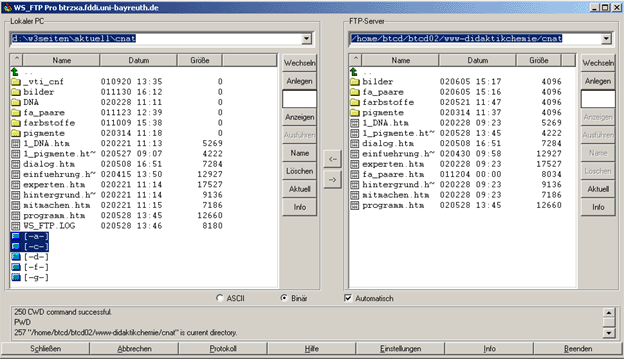 WS_FTP Pro btrzxa.fddi.uni-bayreuth.de
Lokaler PC
d:\w3seiten\aktuell\cnat
^ Name Datum Größe
..
_vti_cnf 010920 13:35 0
bilder 011130 16:12 0
DNA 020228 11:11 0
fa_paare 011123 12:39 0
farbstoffe 011009 15:38 0
pigmente 020314 11:18 0
1_DNA.htm 020221 11:13 5269
1_pigmente.ht~ 020527 09:07 4222
dialog.htm 020508 16:51 7284
einfuehrung.h~ 020415 13:50 12927
experten.htm 020221 11:14 17527
hintergrund.h~ 020221 11:14 9136
mitmachen.htm 020221 11:15 7186
programm.htm 020528 13:45 12660
WS_FTP.LOG 020528 13:46 8180
[-a-]
[-c-]
[-d-]
[-f-]
[-g-]
Wechseln
Anlegen
Anzeigen
Ausführen
Name
Löschen
Aktuell
Info
<--
-->
FTP-Server
/home/btcd/btcd02/www-didaktikchemie/cnat
^ Name Datum Größe
..
bilder 020605 15:17 4096
fa_paare 020605 15:16 4096
farbstoffe 020521 11:47 4096
pigmente 020314 11:37 4096
1_DNA.htm 020228 09:23 5269
1_pigmente.htm 020528 13:45 4222
dialog.htm 020508 16:51 7284
einfuehrung.h~ 020430 09:58 12927
experten.htm 020228 09:23 17527
fa_paare.htm 011204 00:00 8034
hintergrund.h~ 020228 09:23 9136
mitmachen.htm 020228 09:23 7186
programm.htm 020528 13:45 12660
Wechseln
Anlegen
Anzeigen
Ausführen
Name
Löschen
Aktuell
Info
ASCII Binär Automatisch
250 CWD command successful.
PWD
257 "/home/btcd/btcd02/www-didaktikchemie/cnat" is current directory.
Schließen Abbrechen Protokoll Hilfe Einstellungen Info Beenden